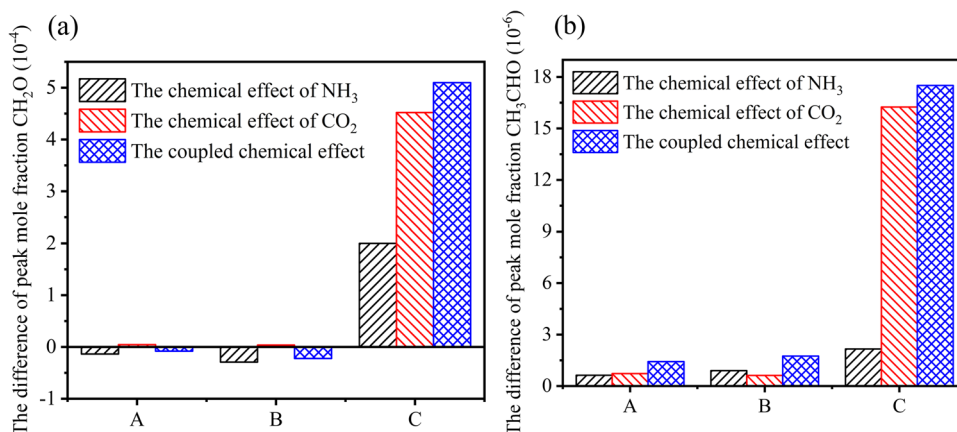 (a)
The difference of peak mole fraction CH₂O (10⁻⁴)
5
4
3
2
1
0
-1
The chemical effect of NH₃
The chemical effect of CO₂
The coupled chemical effect
A B C
(b)
The difference of peak mole fraction CH₃CHO (10⁻⁶)
18
15
12
9
6
3
0
The chemical effect of NH₃
The chemical effect of CO₂
The coupled chemical effect
A B C